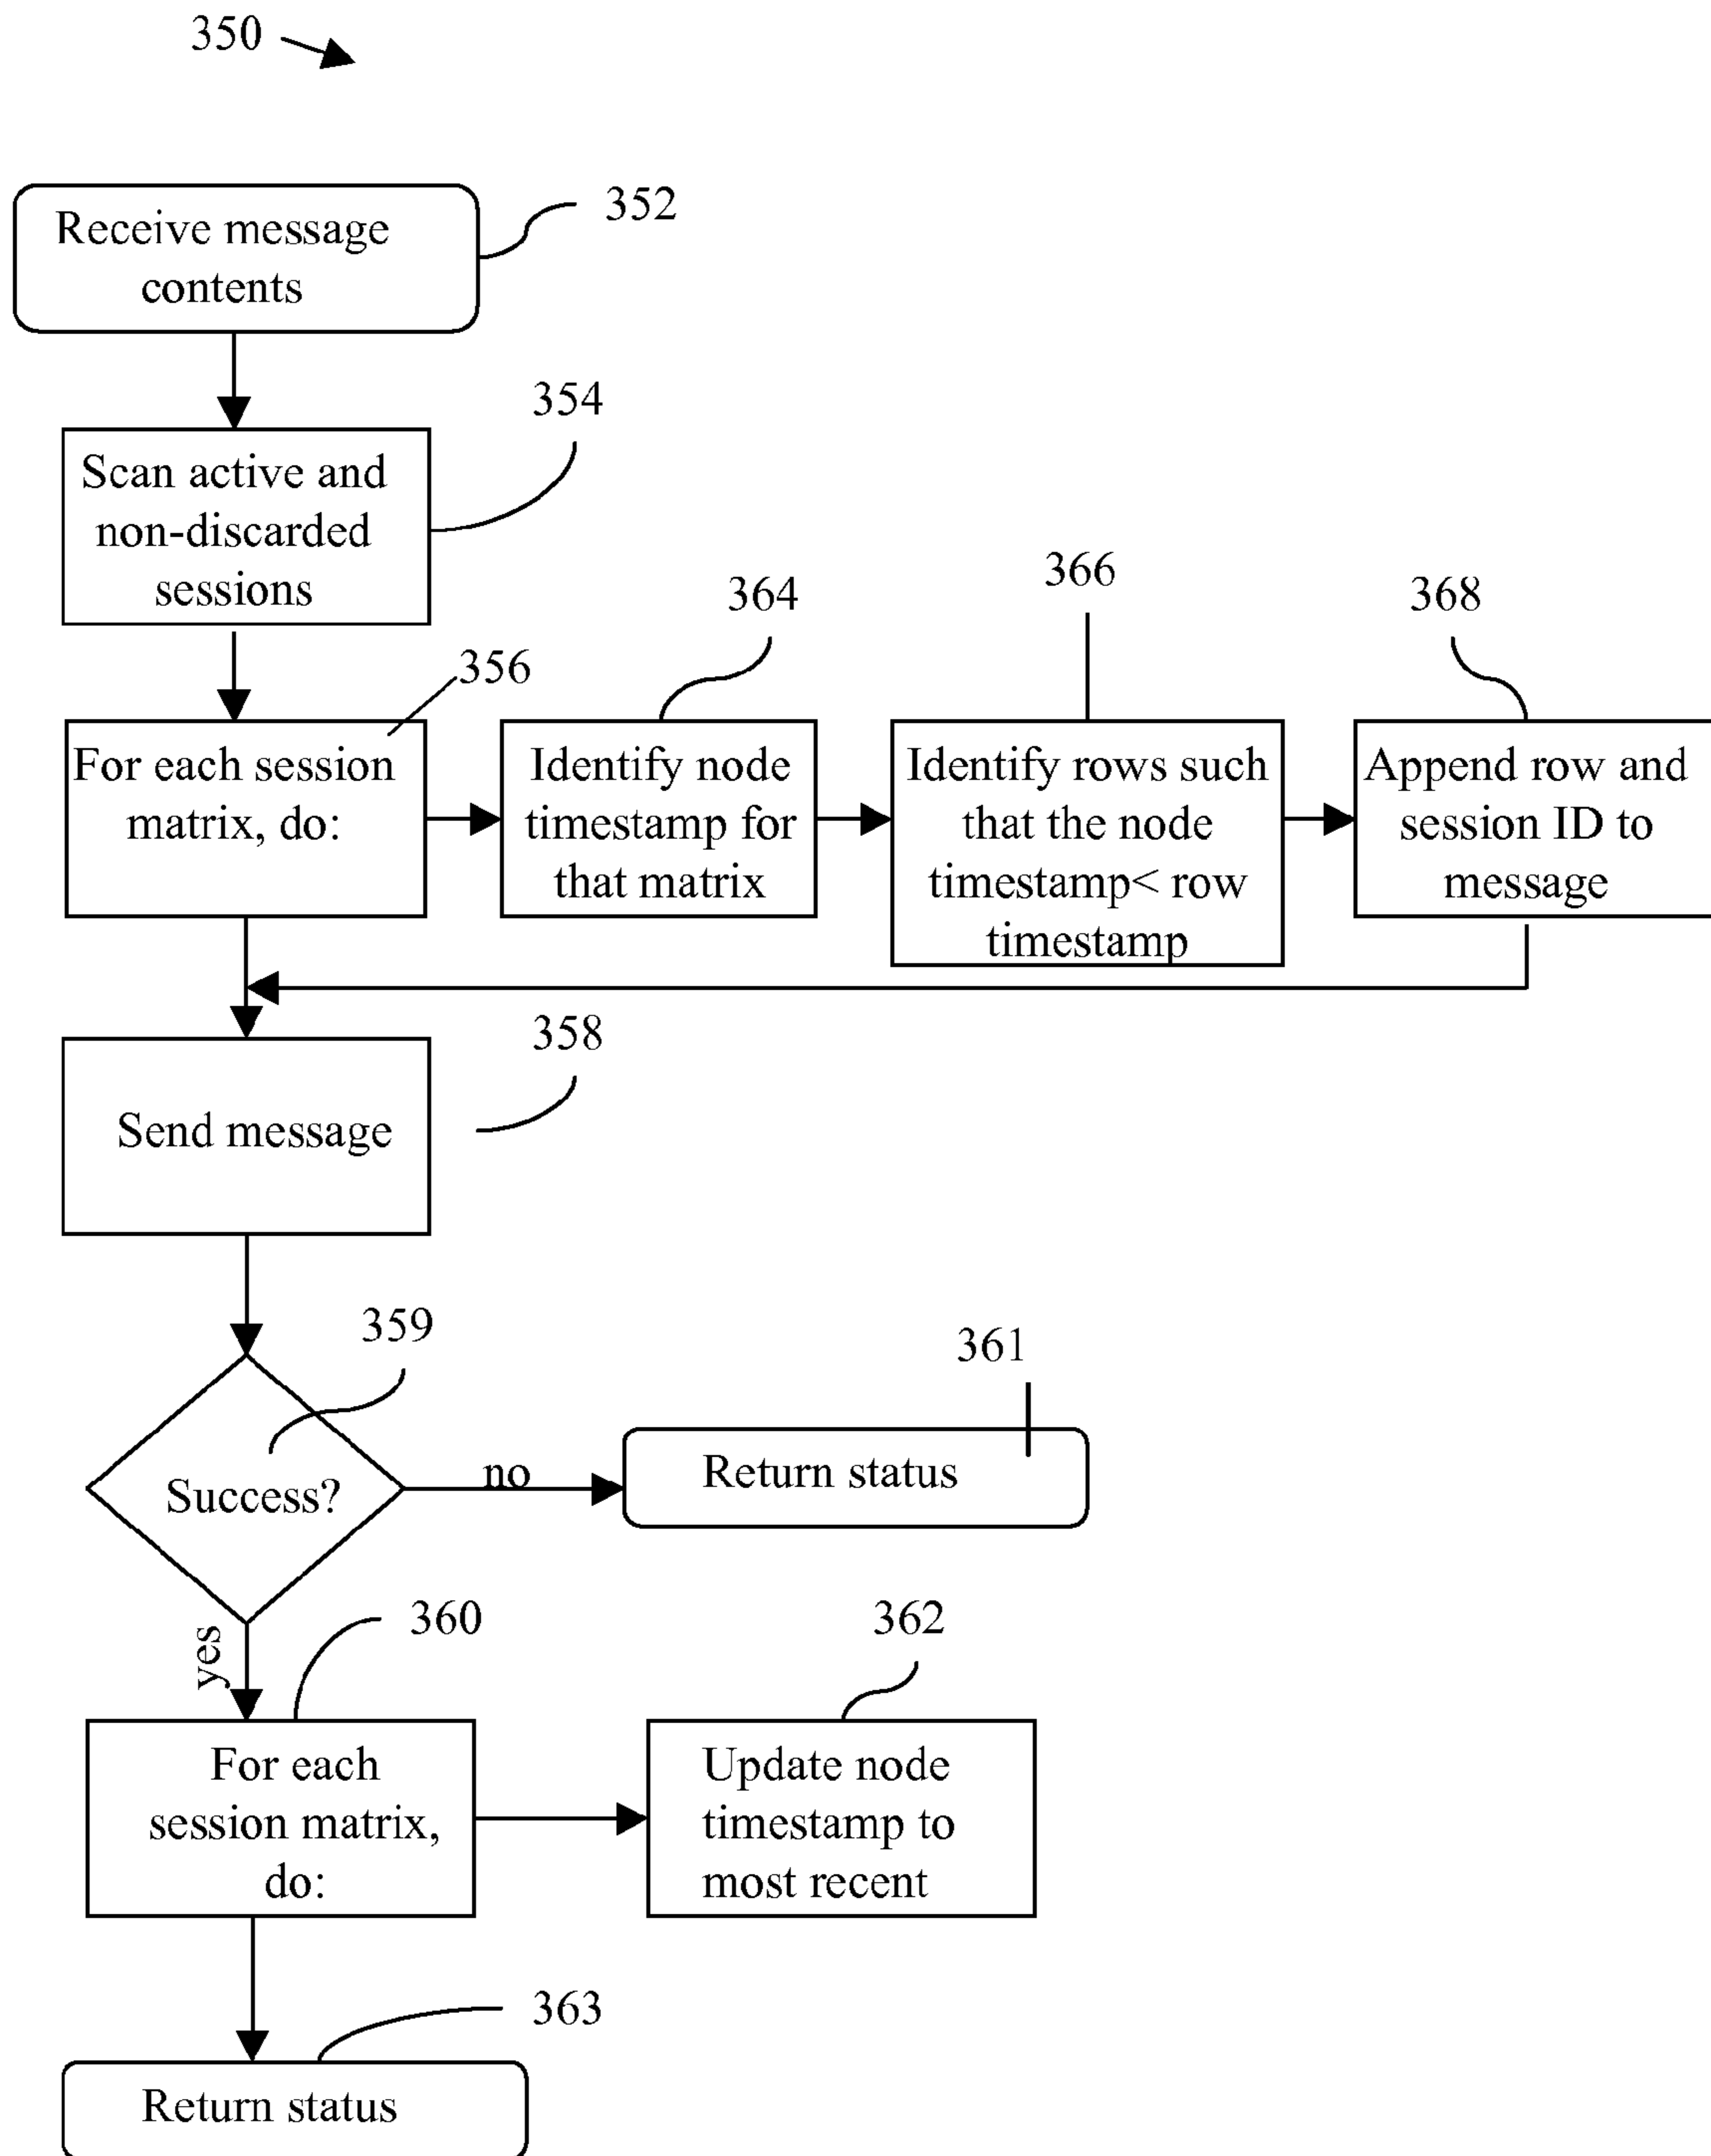 350
352
Receive message
contents
354
Scan active and
non-discarded
sessions
356
364
366
368
For each session
matrix, do:
Identify node
timestamp for
that matrix
Identify rows such
that the node
timestamp< row
timestamp
Append row and
session ID to
message
358
Send message
359
361
Success?
no
Return status
yes
360
362
For each
session matrix,
do:
Update node
timestamp to
most recent
363
Return status